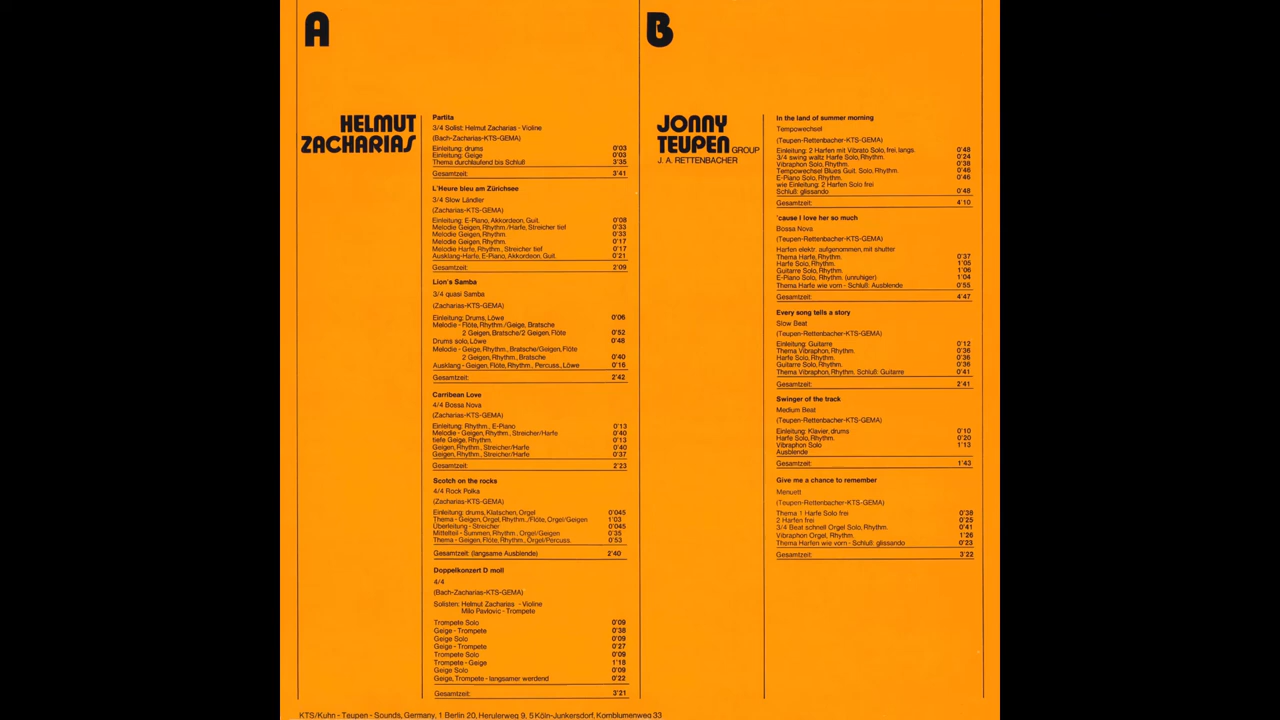 A
HELMUT
ZACHARIAS
Partita
3/4 Solist: Helmut Zacharias - Violine
(Bach-Zacharias-KTS-GEMA)
Einleitung: drums 0'03
Einleitung: Geige 0'03
Thema durchlaufend bis Schluß 3'35
Gesamtzeit: 3'41
L'Heure bleu am Zürichsee
3/4 Slow Ländler
(Zacharias-KTS-GEMA)
Einleitung: E-Piano, Akkordeon, Guit. 0'08
Melodie Geigen, Rhythm./Harfe, Streicher tief 0'33
Melodie Geigen, Rhythm. 0'33
Melodie Geigen, Rhythm. 0'17
Melodie Harfe, Rhythm., Streicher tief 0'17
Ausklang-Harfe, E-Piano, Akkordeon, Guit. 0'21
Gesamtzeit: 2'09
Lion's Samba
3/4 quasi Samba
(Zacharias-KTS-GEMA)
Einleitung: Drums, Löwe 0'06
Melodie - Flöte, Rhythm./Geige, Bratsche
2 Geigen, Bratsche/2 Geigen, Flöte 0'52
Drums solo, Löwe 0'48
Melodie - Geige, Rhythm., Bratsche/Geigen, Flöte
2 Geigen, Rhythm., Bratsche 0'40
Ausklang - Geigen, Flöte, Rhythm., Percuss., Löwe 0'16
Gesamtzeit: 2'42
Carribean Love
4/4 Bossa Nova
(Zacharias-KTS-GEMA)
Einleitung: Rhythm., E-Piano 0'13
Melodie - Geigen, Rhythm., Streicher/Harfe 0'40
tiefe Geige, Rhythm. 0'13
Geigen, Rhythm., Streicher/Harfe 0'40
Geigen, Rhythm., Streicher/Harfe 0'37
Gesamtzeit: 2'23
Scotch on the rocks
4/4 Rock Polka
(Zacharias-KTS-GEMA)
Einleitung: drums, Klatschen, Orgel 0'045
Thema - Geigen, Orgel, Rhythm./Flöte, Orgel/Geigen 1'03
Überleitung - Streicher 0'045
Mittelteil - Summen, Rhythm., Orgel/Geigen 0'35
Thema - Geigen, Flöte, Rhythm., Orgel/Percuss. 0'53
Gesamtzeit: (langsame Ausblende) 2'40
Doppelkonzert D moll
4/4
(Bach-Zacharias-KTS-GEMA)
Solisten: Helmut Zacharias - Violine
Milo Pavlovic - Trompete
Trompete Solo 0'09
Geige - Trompete 0'38
Geige Solo 0'09
Geige - Trompete 0'27
Trompete Solo 0'09
Trompete - Geige 1'18
Geige Solo 0'09
Geige, Trompete - langsamer werdend 0'22
Gesamtzeit: 3'21
B
JONNY
TEUPEN GROUP
J. A. RETTENBACHER
In the land of summer morning
Tempowechsel
(Teupen-Rettenbacher-KTS-GEMA)
Einleitung: 2 Harfen mit Vibrato Solo, frei, langs. 0'48
3/4 swing waltz Harfe Solo, Rhythm. 0'24
Vibraphon Solo, Rhythm. 0'38
Tempowechsel Blues Guit. Solo, Rhythm. 0'46
E-Piano Solo, Rhythm. 0'46
wie Einleitung: 2 Harfen Solo frei
Schluß: glissando 0'48
Gesamtzeit: 4'10
'cause I love her so much
Bossa Nova
(Teupen-Rettenbacher-KTS-GEMA)
Harfen elektr. aufgenommen, mit shutter
Thema Harfe, Rhythm. 0'37
Harfe Solo, Rhythm. 1'05
Guitarre Solo, Rhythm. 1'06
E-Piano Solo, Rhythm. (unruhiger) 1'04
Thema Harfe wie vorn - Schluß: Ausblende 0'55
Gesamtzeit: 4'47
Every song tells a story
Slow Beat
(Teupen-Rettenbacher-KTS-GEMA)
Einleitung: Guitarre 0'12
Thema Vibraphon, Rhythm. 0'36
Harfe Solo, Rhythm. 0'36
Guitarre Solo, Rhythm. 0'36
Thema Vibraphon, Rhythm. Schluß: Guitarre 0'41
Gesamtzeit: 2'41
Swinger of the track
Medium Beat
(Teupen-Rettenbacher-KTS-GEMA)
Einleitung: Klavier, drums 0'10
Harfe Solo, Rhythm. 0'20
Vibraphon Solo 1'13
Ausblende
Gesamtzeit: 1'43
Give me a chance to remember
Menuett
(Teupen-Rettenbacher-KTS-GEMA)
Thema 1 Harfe Solo frei 0'38
2 Harfen frei 0'25
3/4 Beat schnell Orgel Solo, Rhythm. 0'41
Vibraphon Orgel, Rhythm. 1'26
Thema Harfen wie vorn - Schluß: glissando 0'23
Gesamtzeit: 3'22
KTS/Kuhn - Teupen - Sounds, Germany, 1 Berlin 20, Herulerweg 9, 5 Köln-Junkersdorf, Kornblumenweg 33